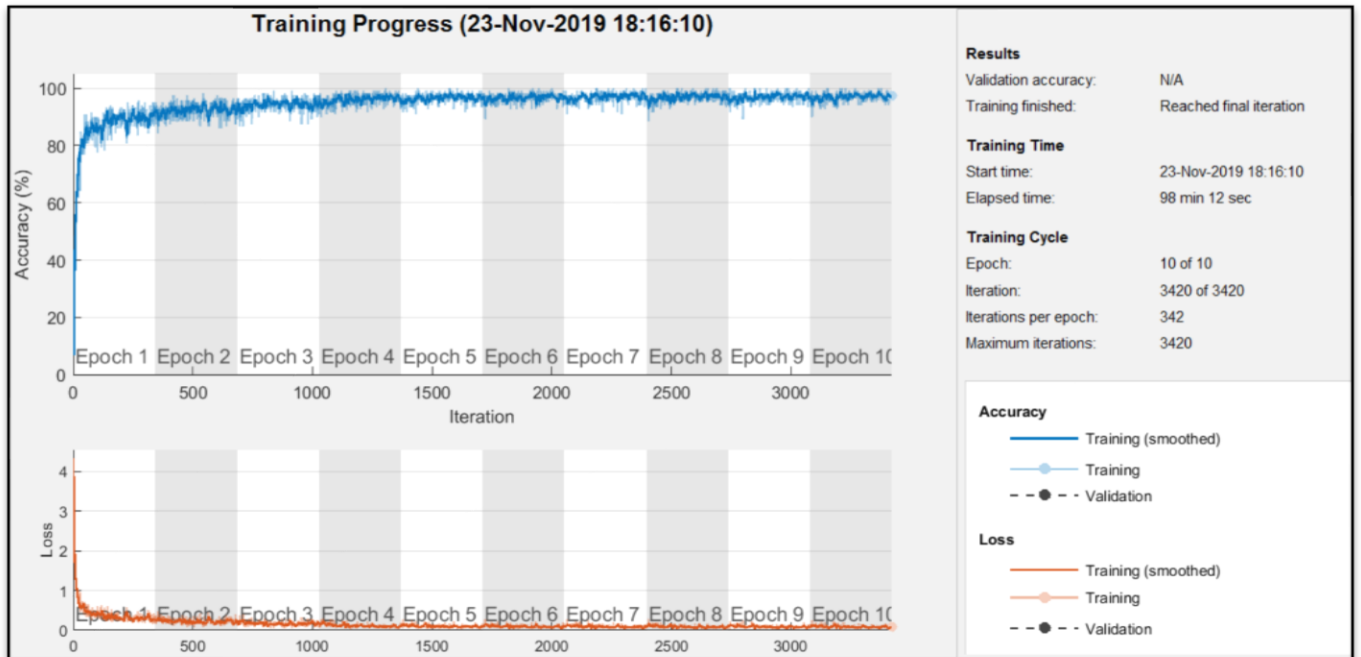 Training Progress (23-Nov-2019 18:16:10)
100
80
60
40
20
0
Accuracy (%)
Epoch 1 Epoch 2 Epoch 3 Epoch 4 Epoch 5 Epoch 6 Epoch 7 Epoch 8 Epoch 9 Epoch 10
0 500 1000 1500 2000 2500 3000
Iteration
4
3
2
1
0
Loss
Epoch 1 Epoch 2 Epoch 3 Epoch 4 Epoch 5 Epoch 6 Epoch 7 Epoch 8 Epoch 9 Epoch 10
0 500 1000 1500 2000 2500 3000
Results
Validation accuracy: N/A
Training finished: Reached final iteration
Training Time
Start time: 23-Nov-2019 18:16:10
Elapsed time: 98 min 12 sec
Training Cycle
Epoch: 10 of 10
Iteration: 3420 of 3420
Iterations per epoch: 342
Maximum iterations: 3420
Accuracy
Training (smoothed)
Training
Validation
Loss
Training (smoothed)
Training
Validation